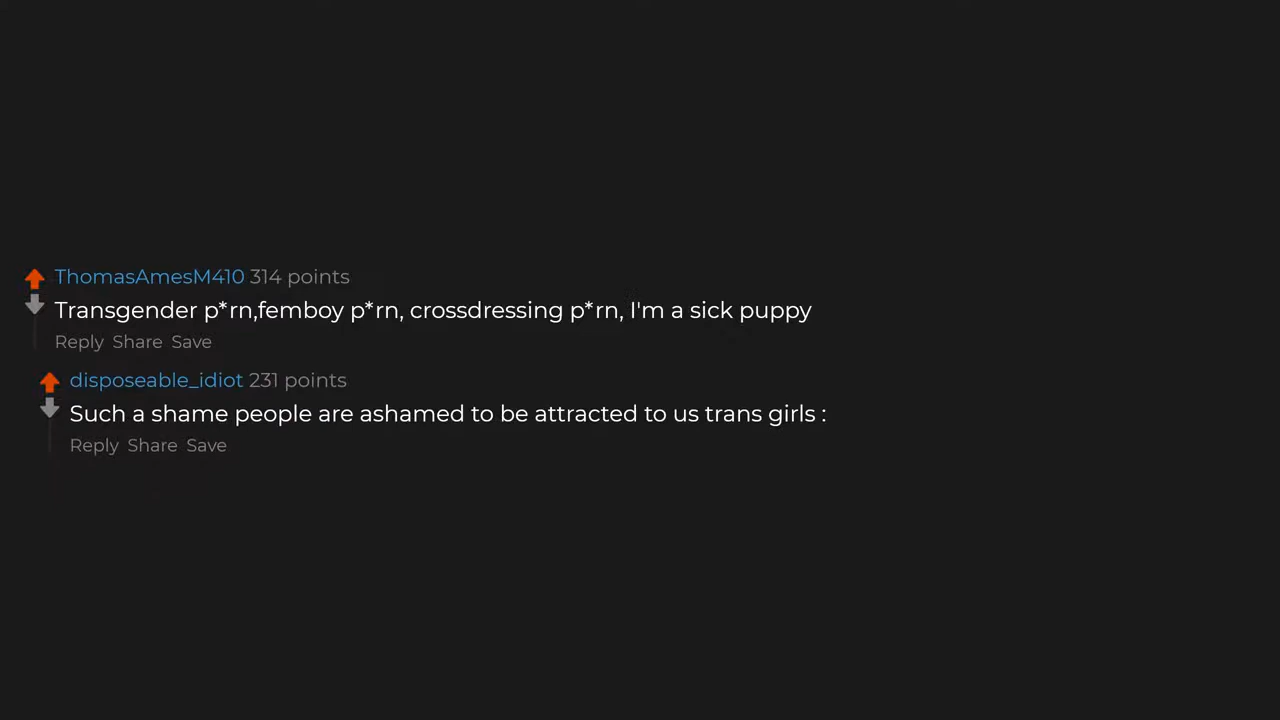 ThomasAmesM410 314 points
Transgender p*rn,femboy p*rn, crossdressing p*rn, I'm a sick puppy
Reply Share Save
disposeable_idiot 231 points
Such a shame people are ashamed to be attracted to us trans girls :
Reply Share Save